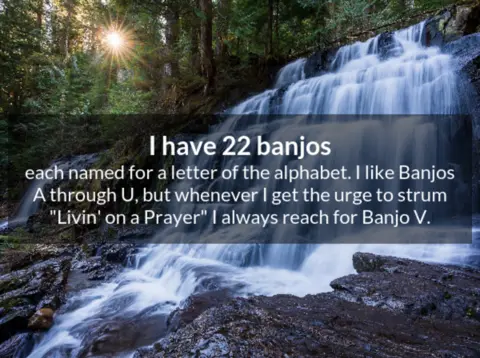 I have 22 banjos
each named for a letter of the alphabet. I like Banjos
A through U, but whenever I get the urge to strum
"Livin' on a Prayer" I always reach for Banjo V.